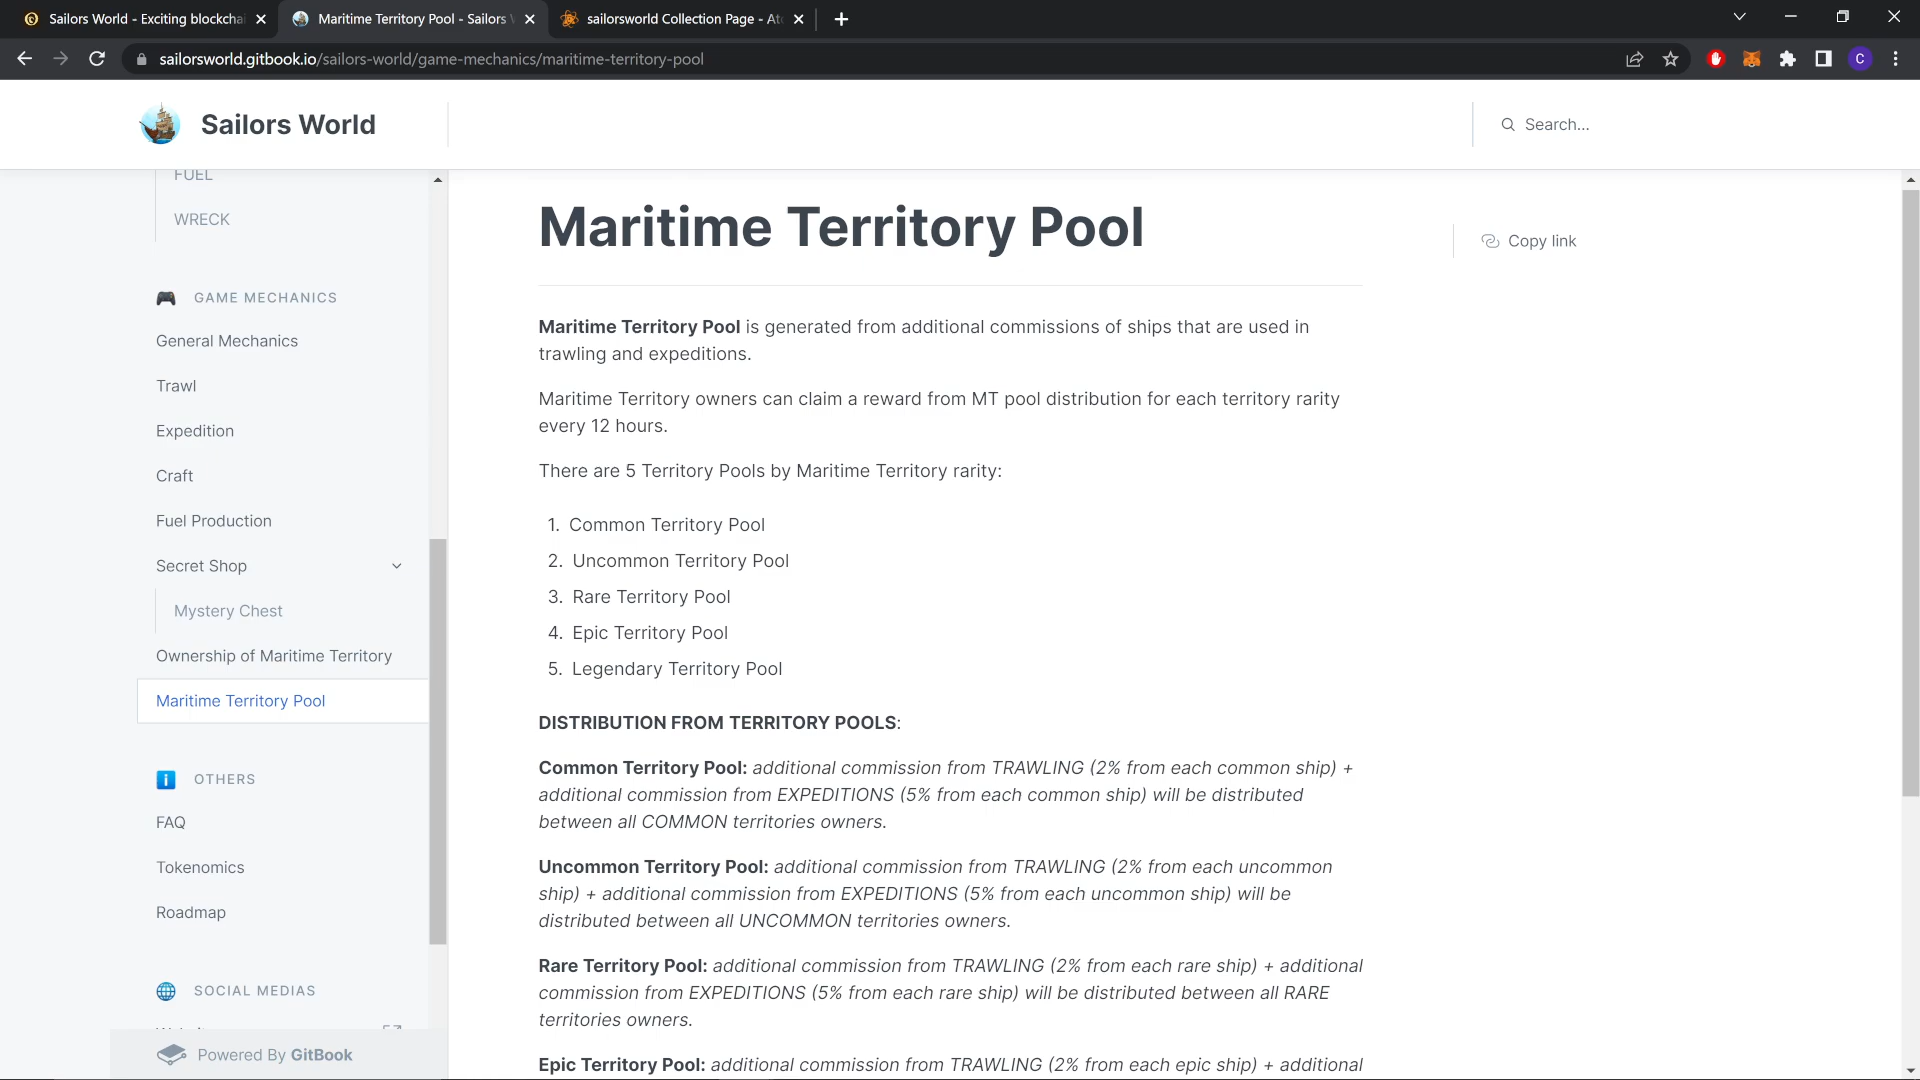 Sailors World - Exciting blockcha
Maritime Territory Pool - Sailors
sailorsworld Collection Page - At
sailorsworld.gitbook.io/sailors-world/game-mechanics/maritime-territory-pool
C
Sailors World
Search...
FUEL
WRECK
GAME MECHANICS
General Mechanics
Trawl
Expedition
Craft
Fuel Production
Secret Shop
Mystery Chest
Ownership of Maritime Territory
Maritime Territory Pool
OTHERS
FAQ
Tokenomics
Roadmap
SOCIAL MEDIAS
Powered By GitBook
Maritime Territory Pool
Copy link
Maritime Territory Pool is generated from additional commissions of ships that are used in
trawling and expeditions.
Maritime Territory owners can claim a reward from MT pool distribution for each territory rarity
every 12 hours.
There are 5 Territory Pools by Maritime Territory rarity:
1. Common Territory Pool
2. Uncommon Territory Pool
3. Rare Territory Pool
4. Epic Territory Pool
5. Legendary Territory Pool
DISTRIBUTION FROM TERRITORY POOLS:
Common Territory Pool: additional commission from TRAWLING (2% from each common ship) +
additional commission from EXPEDITIONS (5% from each common ship) will be distributed
between all COMMON territories owners.
Uncommon Territory Pool: additional commission from TRAWLING (2% from each uncommon
ship) + additional commission from EXPEDITIONS (5% from each uncommon ship) will be
distributed between all UNCOMMON territories owners.
Rare Territory Pool: additional commission from TRAWLING (2% from each rare ship) + additional
commission from EXPEDITIONS (5% from each rare ship) will be distributed between all RARE
territories owners.
Epic Territory Pool: additional commission from TRAWLING (2% from each epic ship) + additional